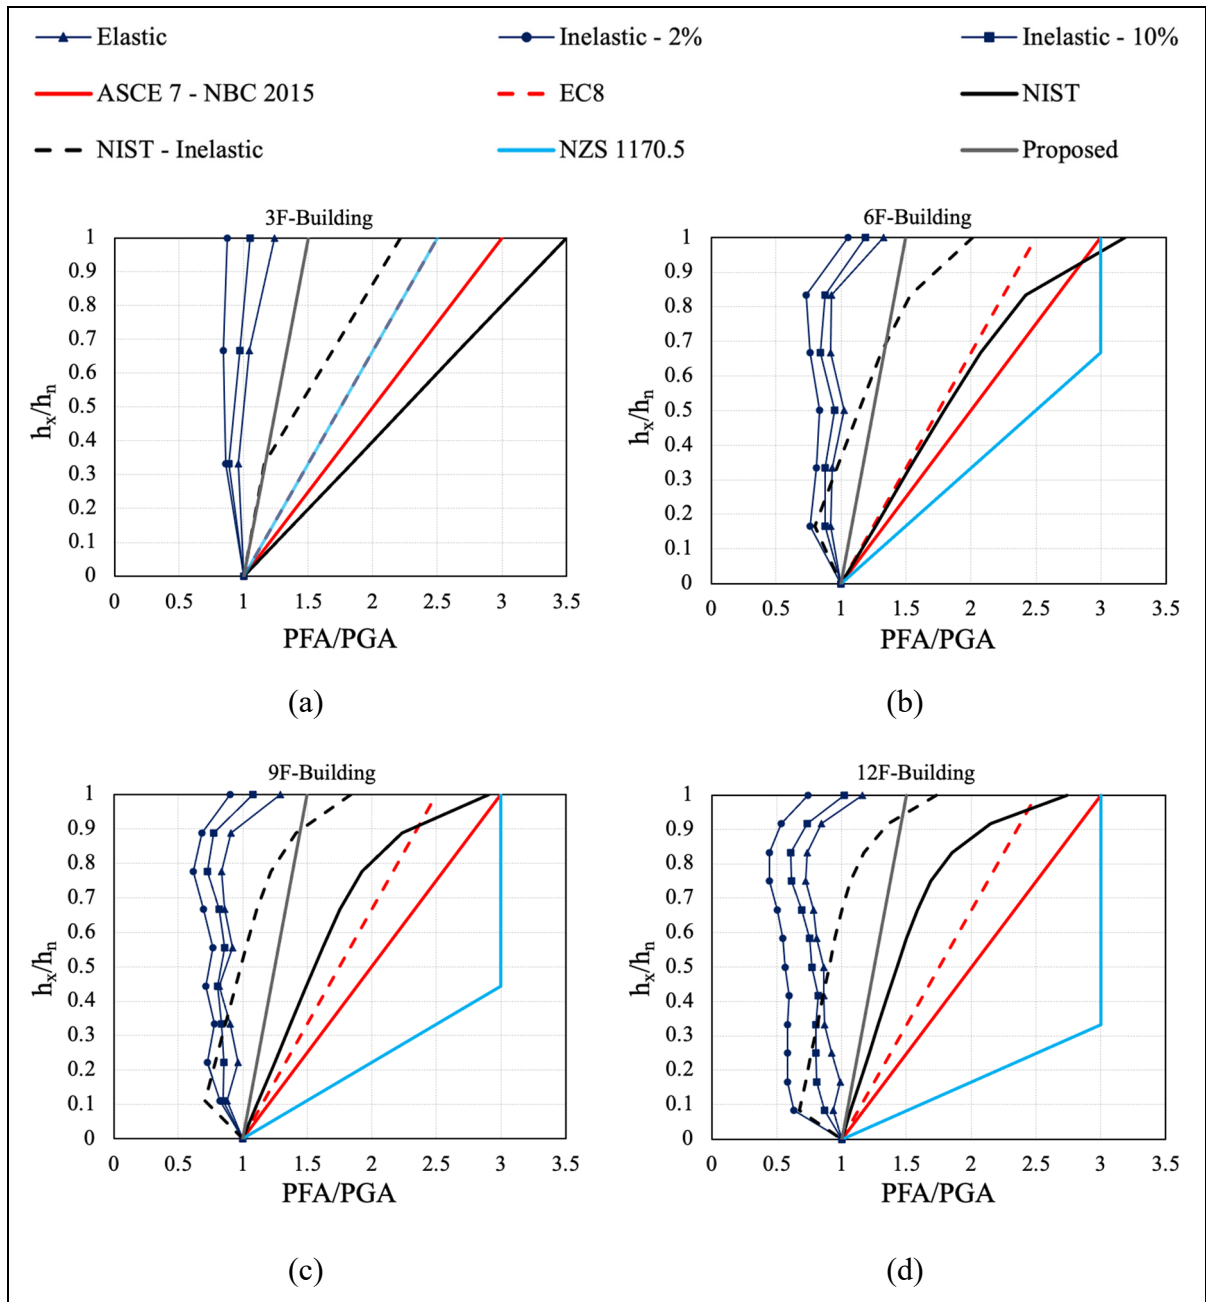 Elastic
Inelastic - 2%
Inelastic - 10%
ASCE 7 - NBC 2015
EC8
NIST
NIST - Inelastic
NZS 1170.5
Proposed
3F-Building
1
0.9
0.8
0.7
0.6
0.5
0.4
0.3
0.2
0.1
0
hx/hn
0 0.5 1 1.5 2 2.5 3 3.5
PFA/PGA
(a)
6F-Building
1
0.9
0.8
0.7
0.6
0.5
0.4
0.3
0.2
0.1
0
hx/hn
0 0.5 1 1.5 2 2.5 3 3.5
PFA/PGA
(b)
9F-Building
1
0.9
0.8
0.7
0.6
0.5
0.4
0.3
0.2
0.1
0
hx/hn
0 0.5 1 1.5 2 2.5 3 3.5
PFA/PGA
(c)
12F-Building
1
0.9
0.8
0.7
0.6
0.5
0.4
0.3
0.2
0.1
0
hx/hn
0 0.5 1 1.5 2 2.5 3 3.5
PFA/PGA
(d)